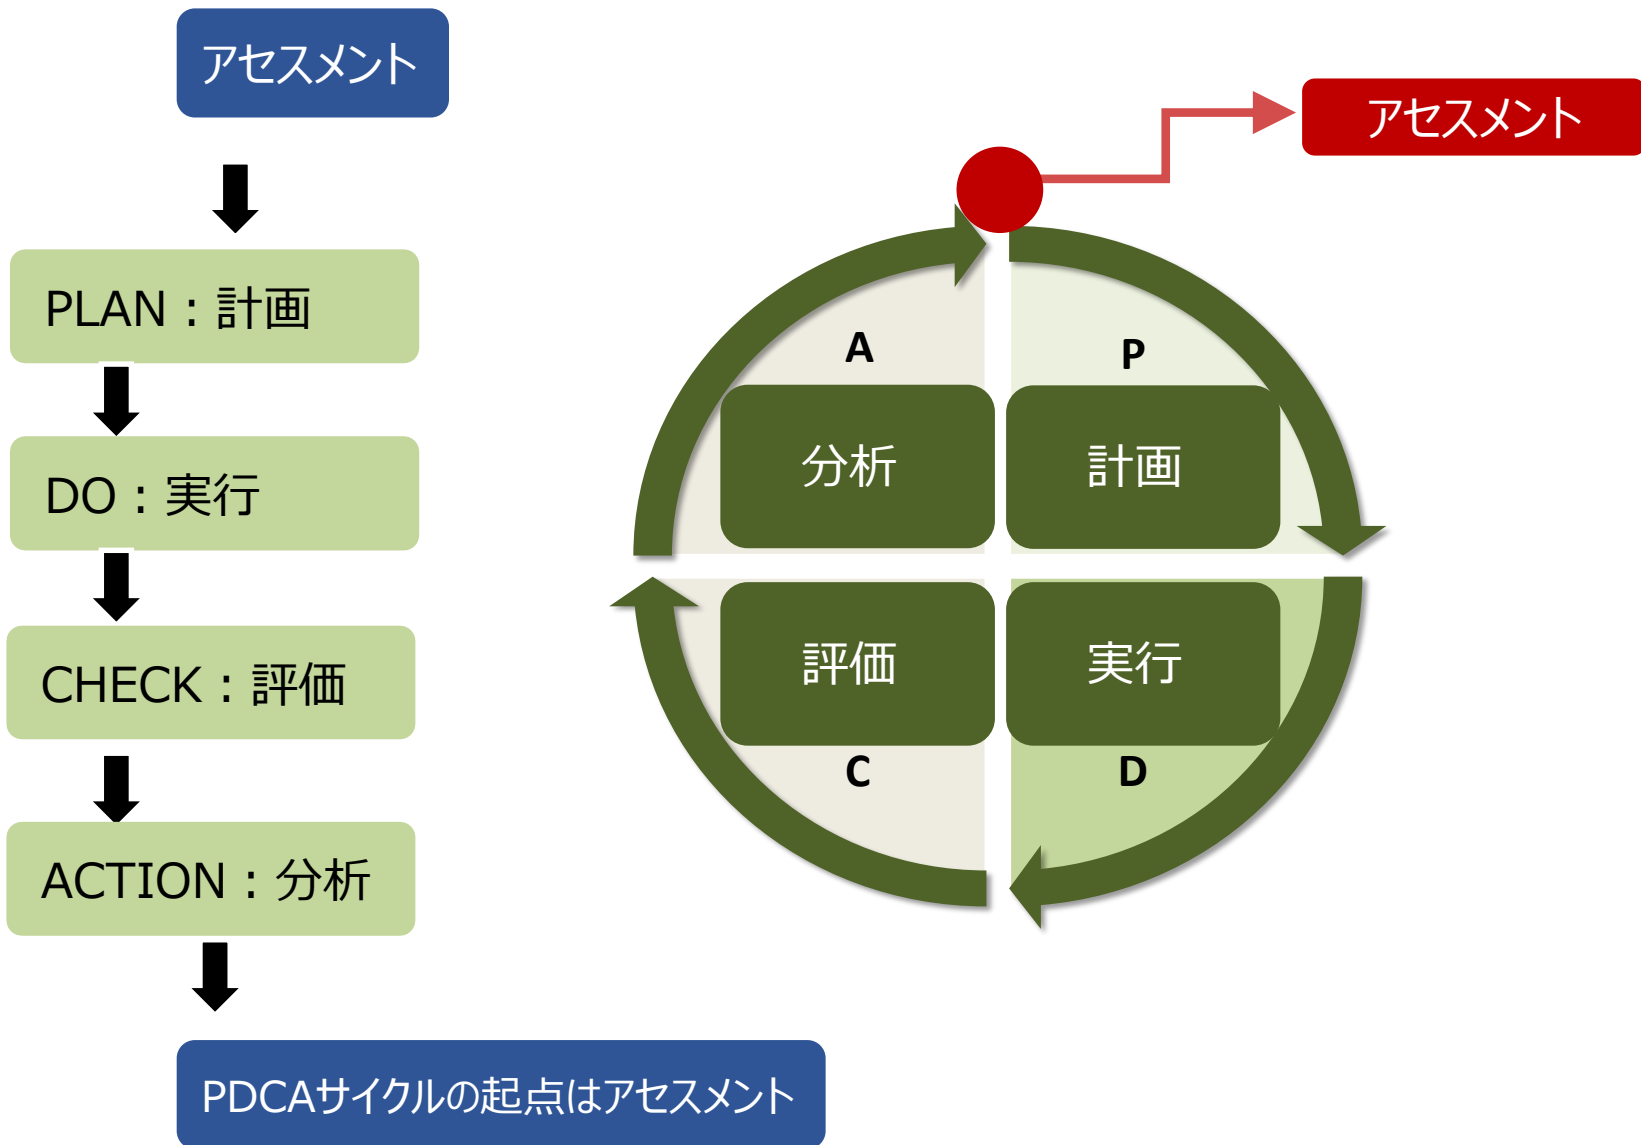 アセスメント
PLAN：計画
DO：実行
CHECK：評価
ACTION：分析
PDCAサイクルの起点はアセスメント
アセスメント
A
P
分析
計画
評価
実行
C
D